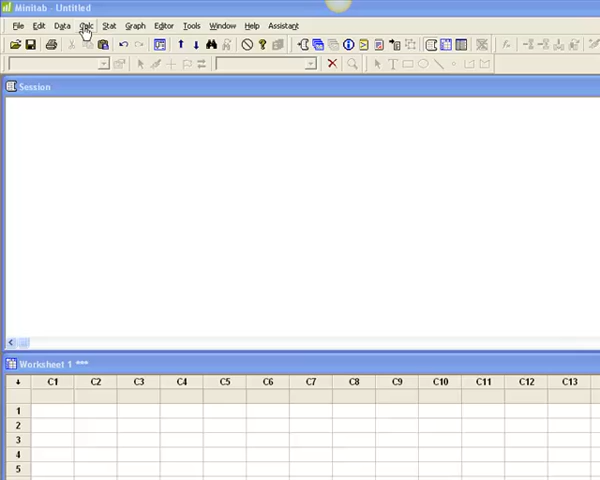 Minitab - Untitled
File Edit Data Calc Stat Graph Editor Tools Window Help Assistant
Session
Worksheet 1 ***
C1 C2 C3 C4 C5 C6 C7 C8 C9 C10 C11 C12 C13
1
2
3
4
5